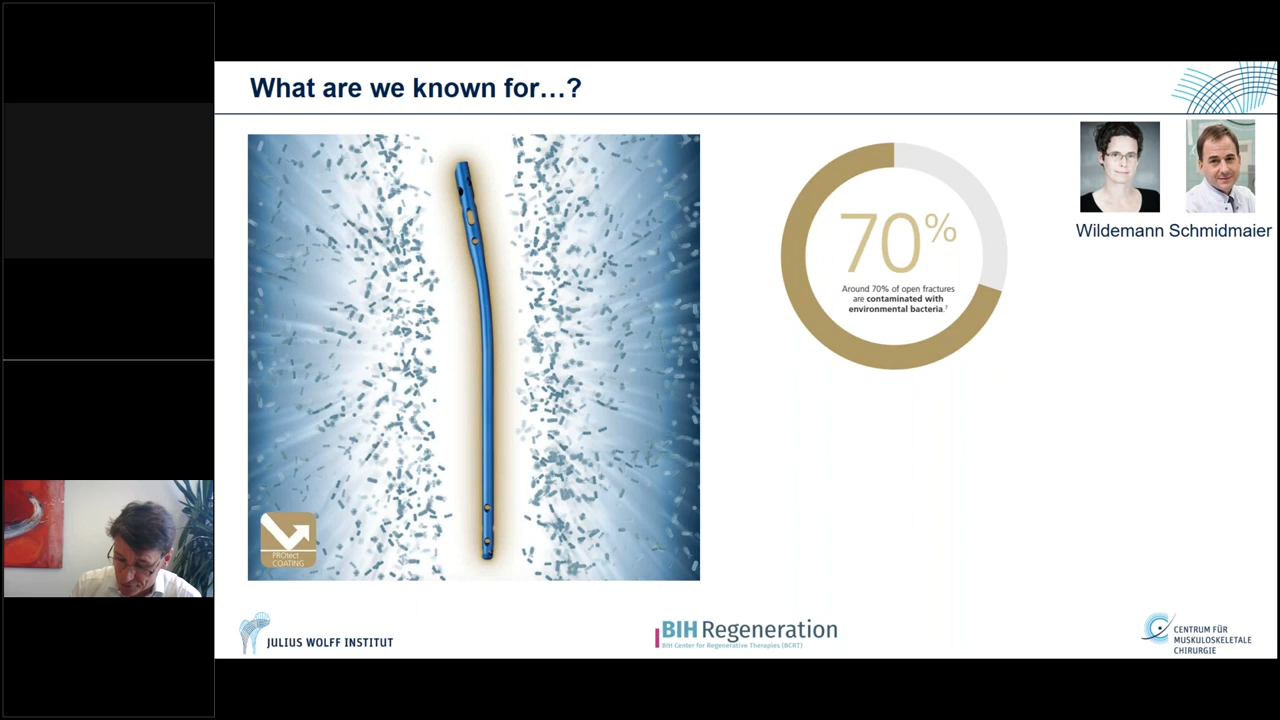 What are we known for…?
70%
Around 70% of open fractures
are contaminated with
environmental bacteria.⁷
Wildemann Schmidmaier
PROtect
COATING
JULIUS WOLFF INSTITUT
BIH Regeneration
BIH Center for Regenerative Therapies (BCRT)
CENTRUM FÜR
MUSKULOSKELETALE
CHIRURGIE